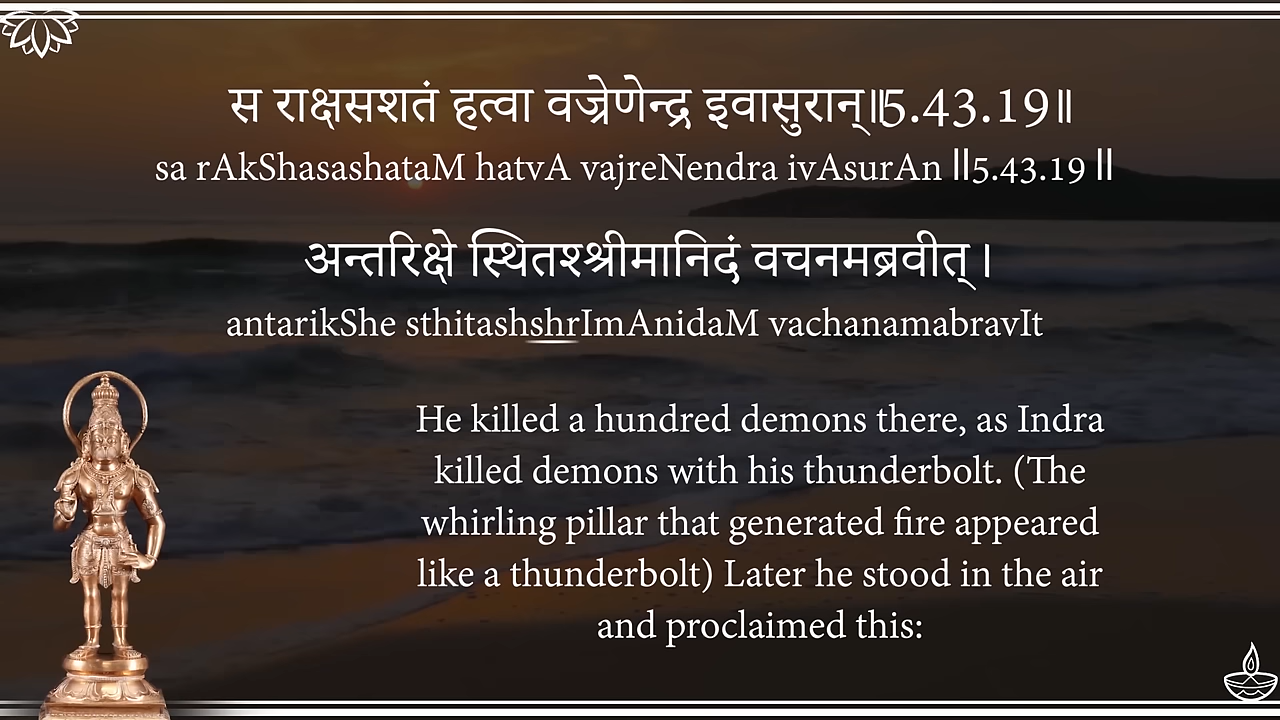 स राक्षसशतं हत्वा वज्रेणेन्द्र इवासुरान्॥5.43.19॥
sa rAkShasashataM hatvA vajreNendra ivAsurAn ||5.43.19 ||
अन्तरिक्षे स्थितश्श्रीमानिदं वचनमब्रवीत् ।
antarikShe sthitashshrImAnidaM vachanamabravIt
He killed a hundred demons there, as Indra
killed demons with his thunderbolt. (The
whirling pillar that generated fire appeared
like a thunderbolt) Later he stood in the air
and proclaimed this: